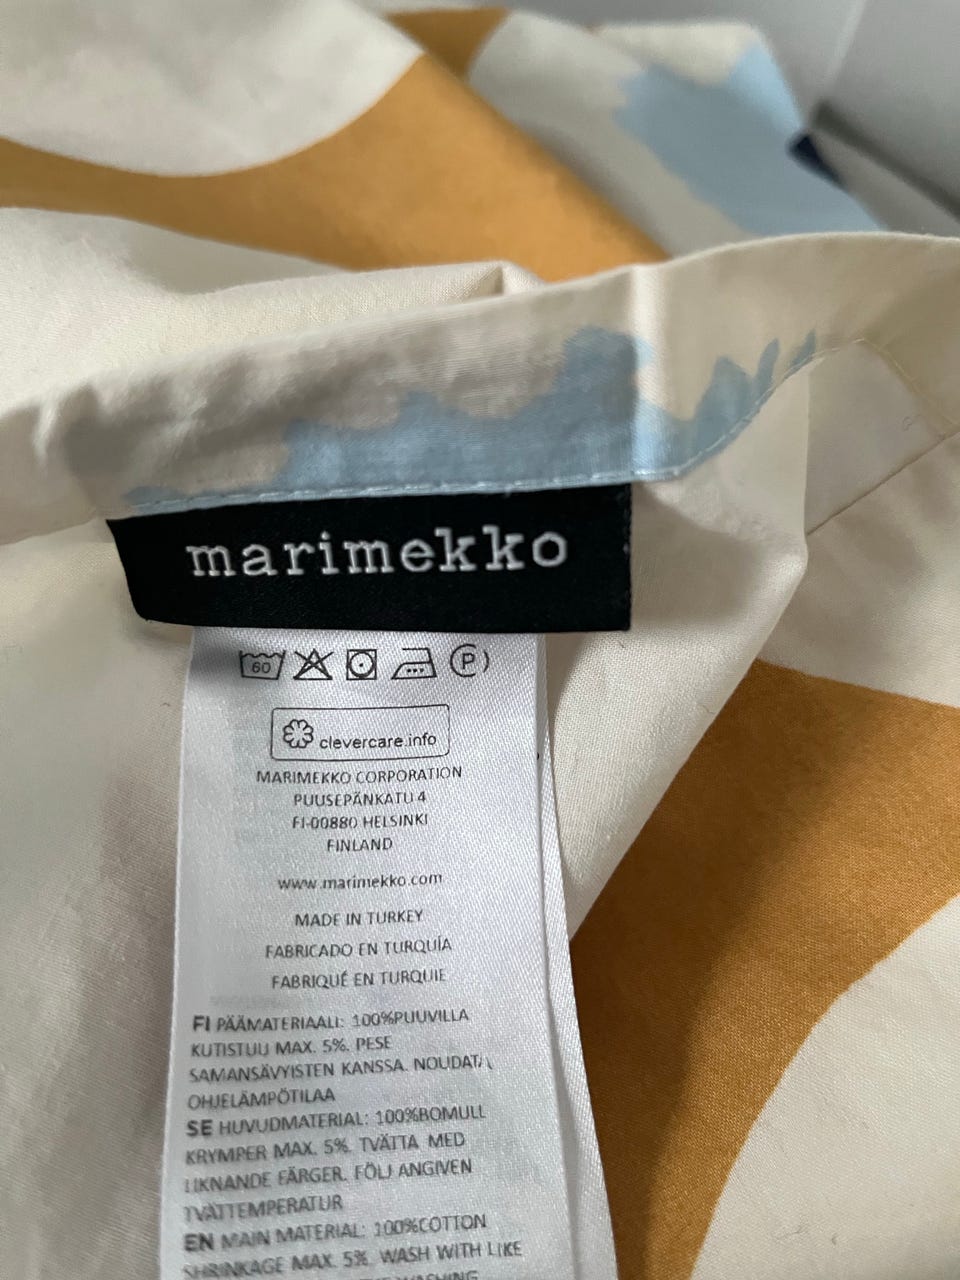 marimekko
60
P
clevercare.info
MARIMEKKO CORPORATION
PUUSEPÄNKATU 4
FI-00880 HELSINKI
FINLAND
www.marimekko.com
MADE IN TURKEY
FABRICADO EN TURQUÍA
FABRIQUÉ EN TURQUIE
FI PÄÄMATERIAALI: 100%PUUVILLA
KUTISTUU MAX. 5%. PESE
SAMANSÄVYISTEN KANSSA. NOUDATA
OHJELÄMPÖTILAA
SE HUVUDMATERIAL: 100%BOMULL
KRYMPER MAX. 5%. TVÄTTA MED
LIKNANDE FÄRGER. FÖLJ ANGIVEN
TVÄTTEMPERATUR
EN MAIN MATERIAL: 100%COTTON
SHRINKAGE MAX. 5%. WASH WITH LIKE
WASHING